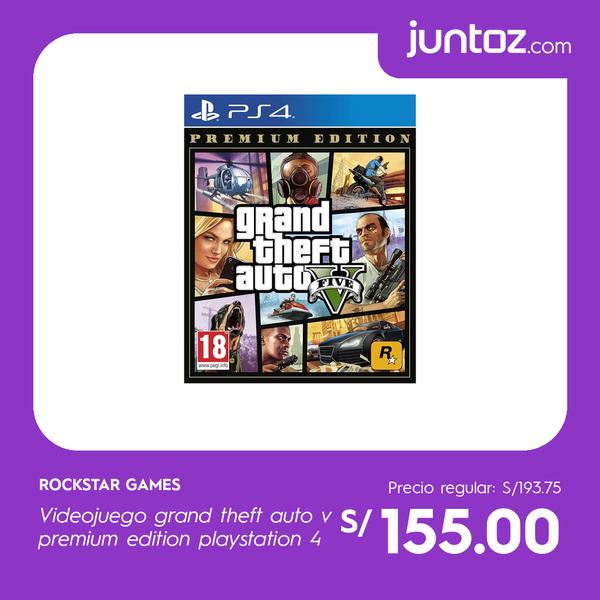 juntoz.com
PS4
PREMIUM EDITION
grand
theft
auto V
FIVE
18
www.pegi.info
R
ROCKSTAR GAMES
Videojuego grand theft auto v
premium edition playstation 4
Precio regular: S/193.75
S/155.00